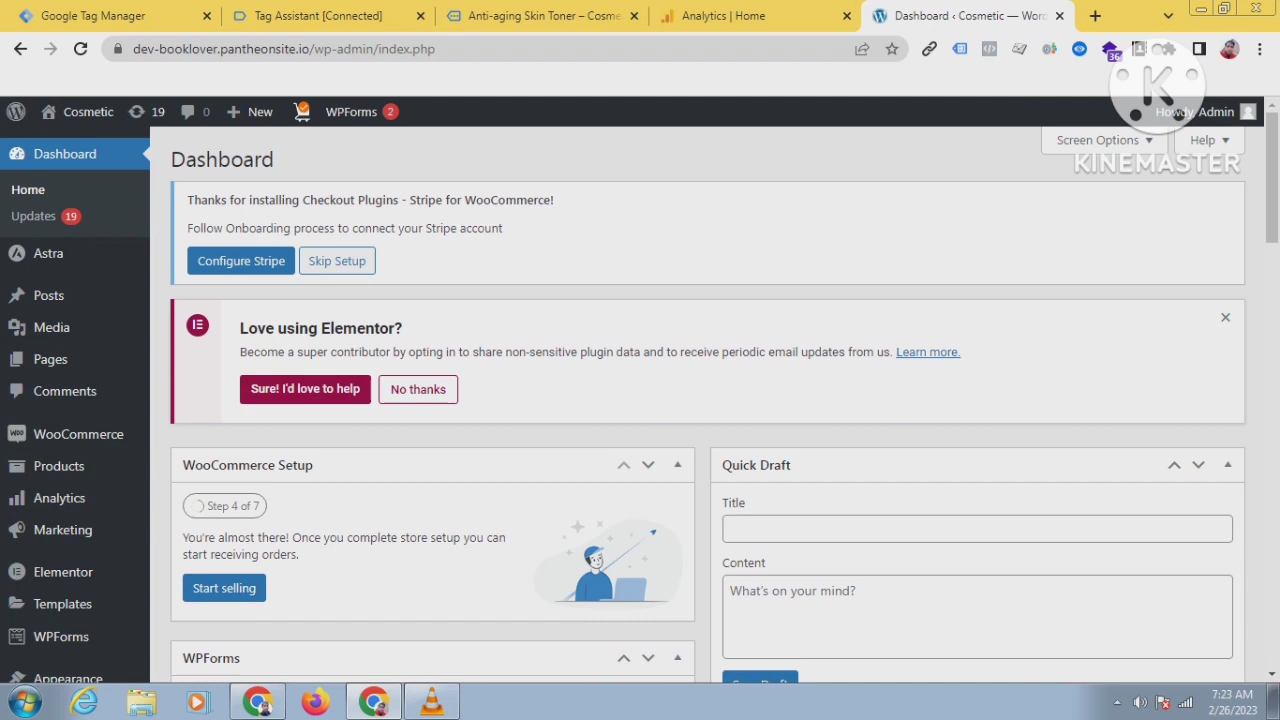 Google Tag Manager
Tag Assistant [Connected]
Anti-aging Skin Toner – Cosme
Analytics | Home
Dashboard ‹ Cosmetic — Word
dev-booklover.pantheonsite.io/wp-admin/index.php
36
K
KINEMASTER
Cosmetic
19
0
New
WPForms 2
Howdy, Admin
Dashboard
Home
Updates 19
Astra
Posts
Media
Pages
Comments
WooCommerce
Products
Analytics
Marketing
Elementor
Templates
WPForms
Appearance
Screen Options
Help
Dashboard
Thanks for installing Checkout Plugins - Stripe for WooCommerce!
Follow Onboarding process to connect your Stripe account
Configure Stripe
Skip Setup
Love using Elementor?
Become a super contributor by opting in to share non-sensitive plugin data and to receive periodic email updates from us. Learn more.
Sure! I'd love to help
No thanks
WooCommerce Setup
Step 4 of 7
You're almost there! Once you complete store setup you can
start receiving orders.
Start selling
WPForms
Quick Draft
Title
Content
What's on your mind?
Save Draft
7:23 AM
2/26/2023